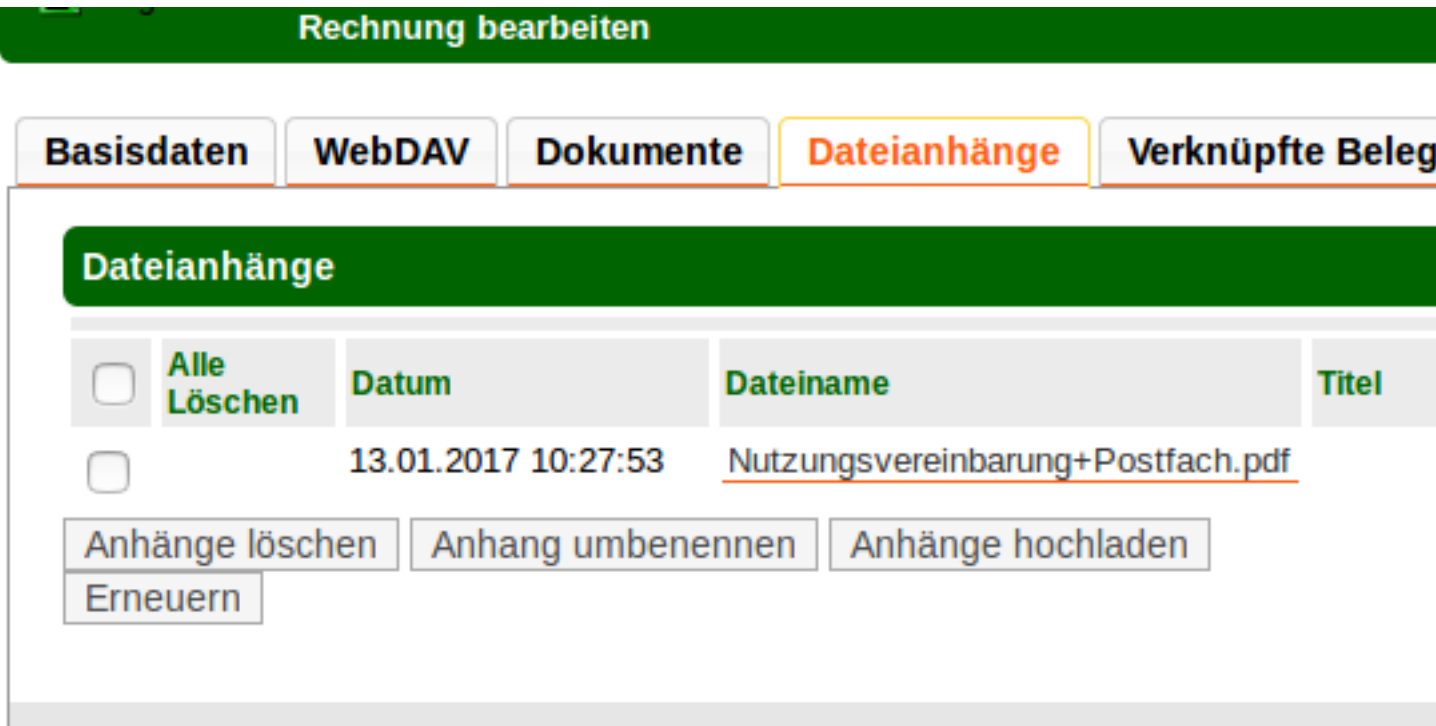 Rechnung bearbeiten
Basisdaten WebDAV Dokumente Dateianhänge Verknüpfte
Dateianhänge
Alle
Löschen Datum Dateiname Titel
13.01.2017 10:27:53 Nutzungsvereinbarung+Postfach.pdf
Anhänge löschen Anhang umbenennen Anhänge hochladen
Erneuern